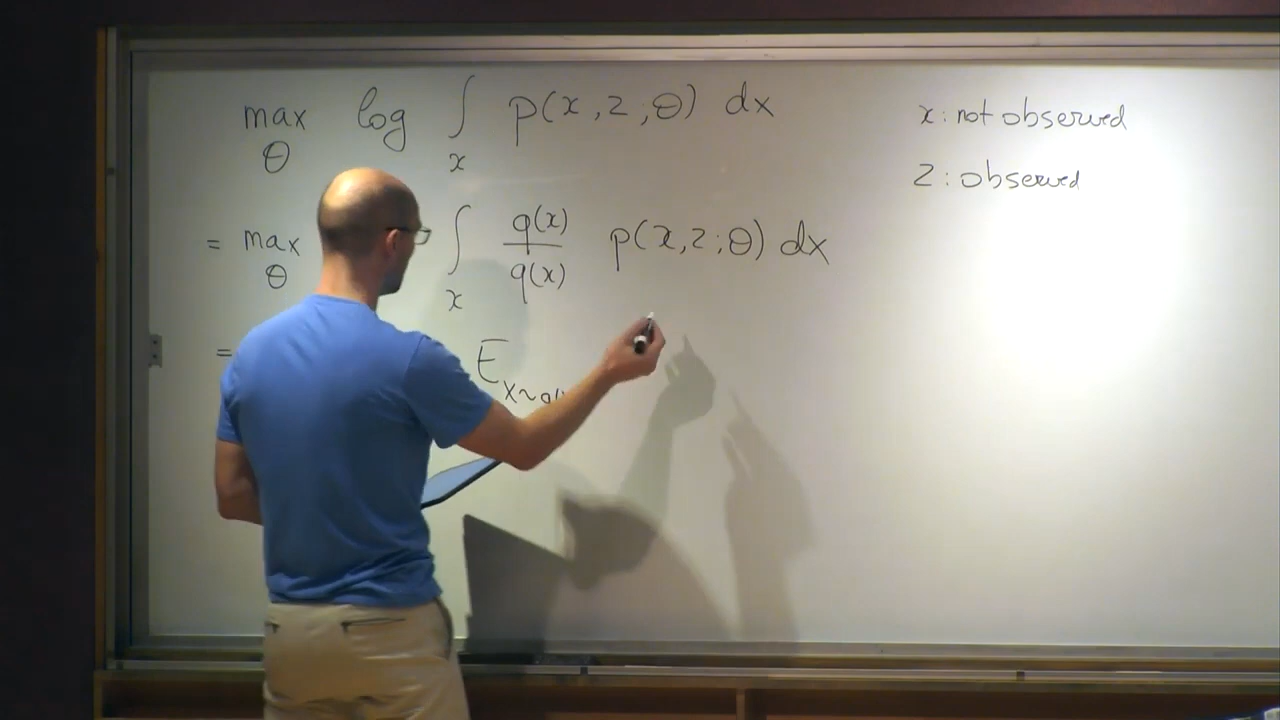 max log ∫ p(x,z;θ) dx x: not observed
θ x z: observed
= max ∫ q(x) p(x,z;θ) dx
θ x q(x)
= E
x~q(